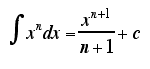 ∫xⁿdx = xⁿ⁺¹/(n+1) + c